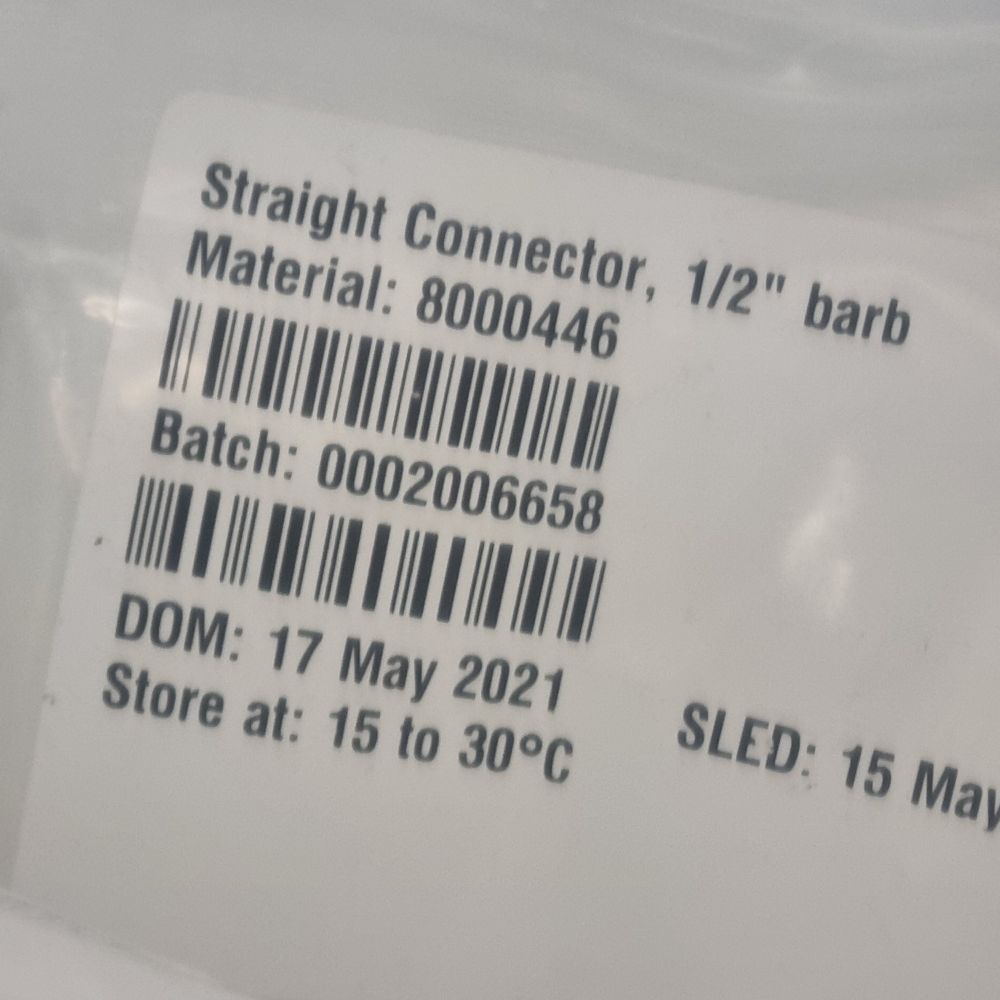 Straight Connector, 1/2" barb
Material: 8000446
Batch: 0002006658
DOM: 17 May 2021
SLED: 15 May
Store at: 15 to 30°C